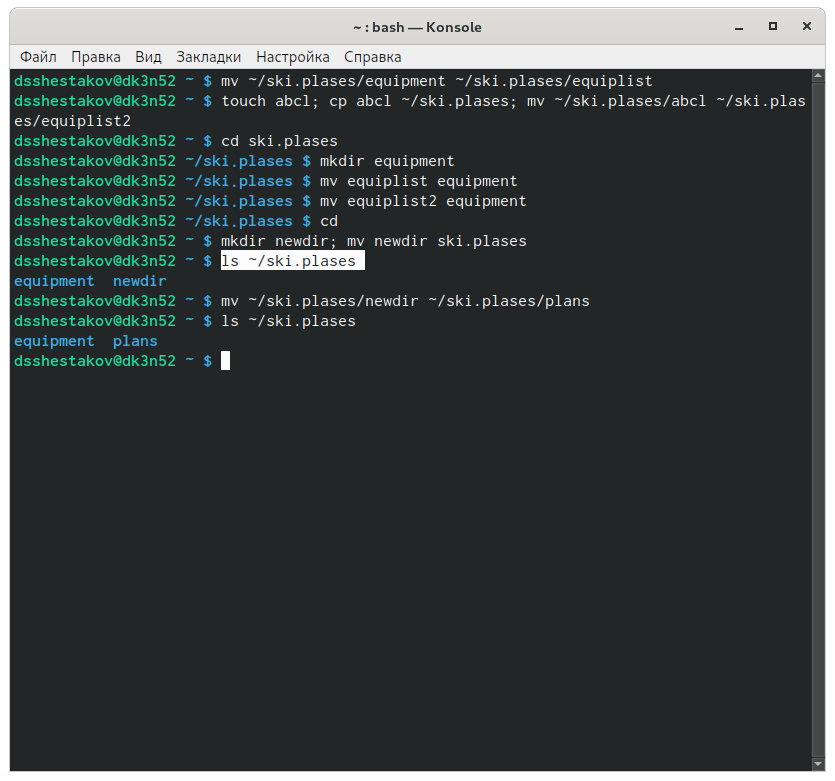 ~ : bash — Konsole
Файл Правка Вид Закладки Настройка Справка
dsshestakov@dk3n52 ~ $ mv ~/ski.plases/equipment ~/ski.plases/equiplist
dsshestakov@dk3n52 ~ $ touch abcl; cp abcl ~/ski.plases; mv ~/ski.plases/abcl ~/ski.plas
es/equiplist2
dsshestakov@dk3n52 ~ $ cd ski.plases
dsshestakov@dk3n52 ~/ski.plases $ mkdir equipment
dsshestakov@dk3n52 ~/ski.plases $ mv equiplist equipment
dsshestakov@dk3n52 ~/ski.plases $ mv equiplist2 equipment
dsshestakov@dk3n52 ~/ski.plases $ cd
dsshestakov@dk3n52 ~ $ mkdir newdir; mv newdir ski.plases
dsshestakov@dk3n52 ~ $ ls ~/ski.plases
equipment  newdir
dsshestakov@dk3n52 ~ $ mv ~/ski.plases/newdir ~/ski.plases/plans
dsshestakov@dk3n52 ~ $ ls ~/ski.plases
equipment  plans
dsshestakov@dk3n52 ~ $